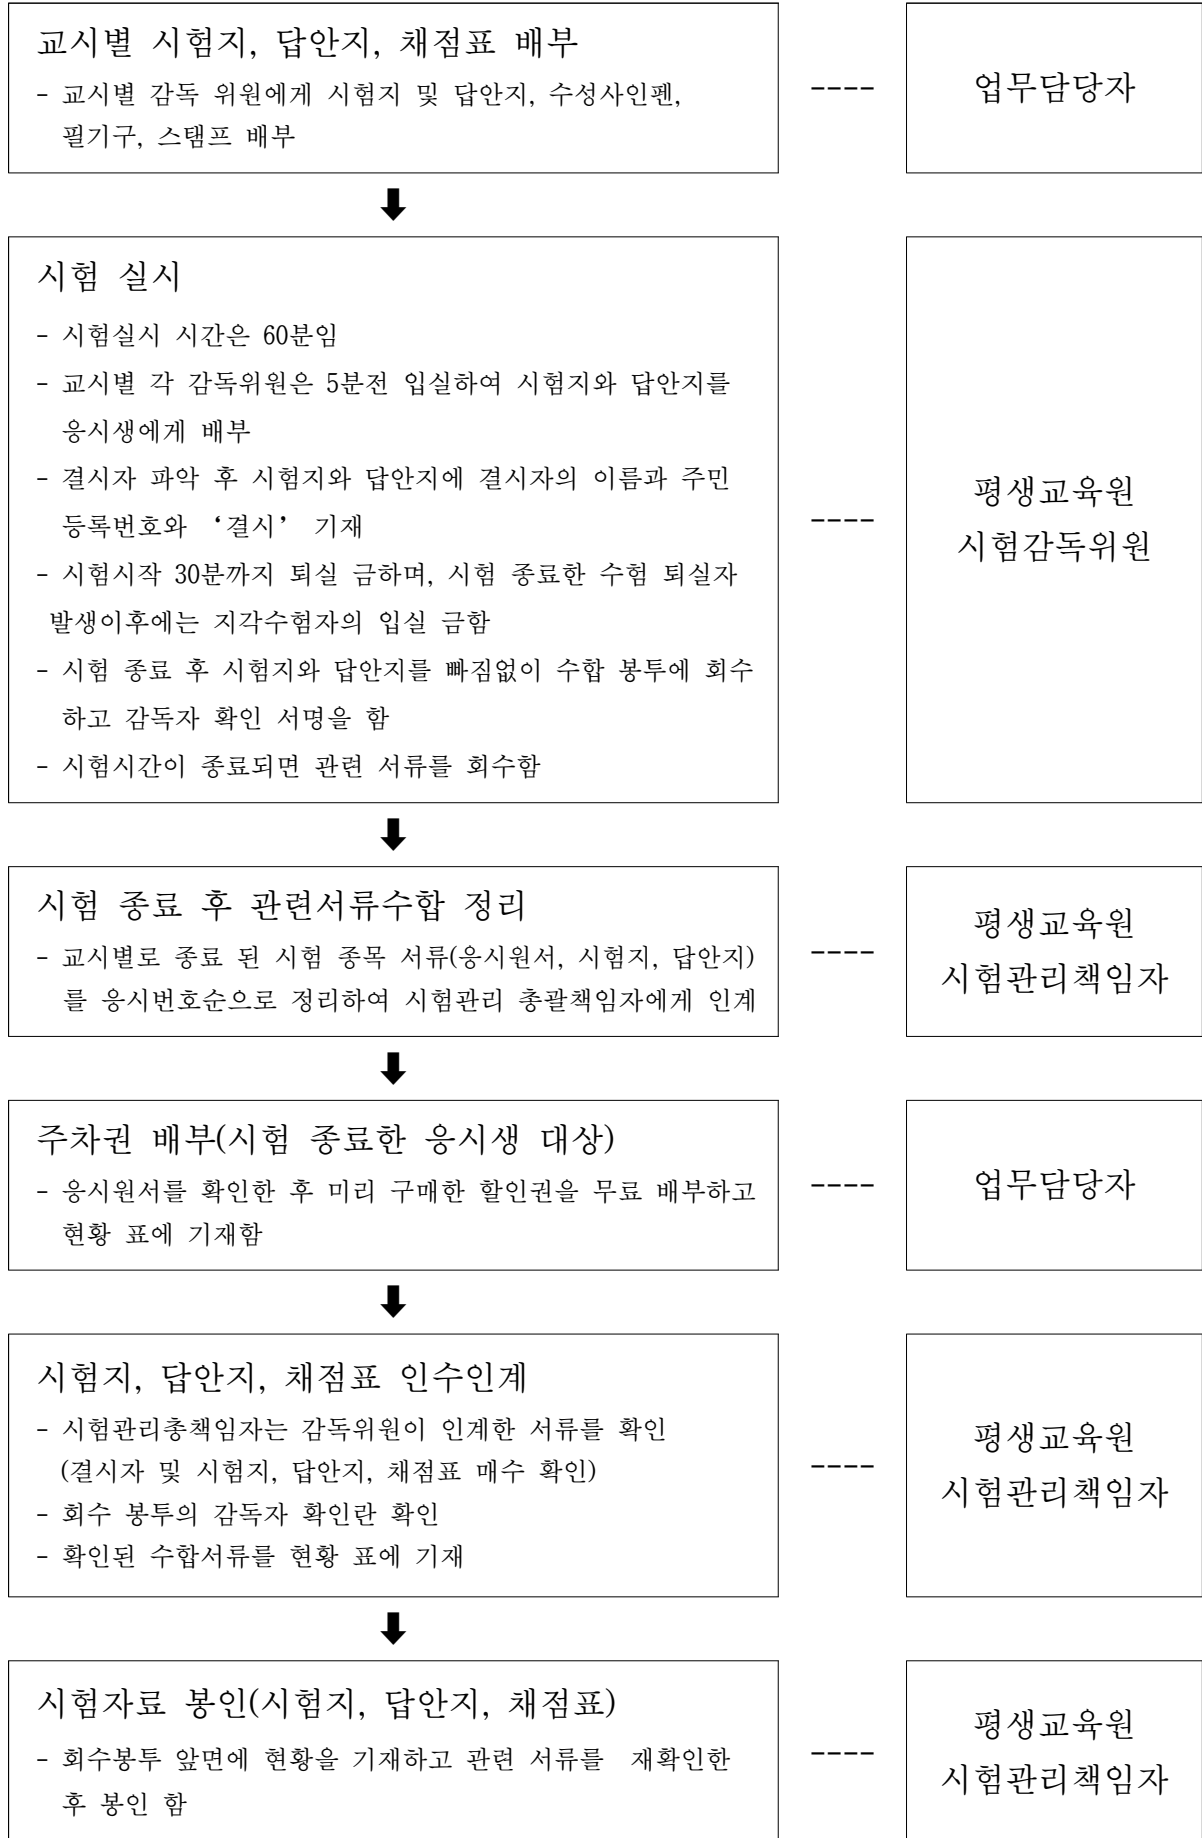 교시별 시험지, 답안지, 채점표 배부
- 교시별 감독 위원에게 시험지 및 답안지, 수성사인펜,
필기구, 스탬프 배부
----
업무담당자
시험 실시
- 시험실시 시간은 60분임
- 교시별 각 감독위원은 5분전 입실하여 시험지와 답안지를
응시생에게 배부
- 결시자 파악 후 시험지와 답안지에 결시자의 이름과 주민
등록번호와 ‘결시’ 기재
- 시험시작 30분까지 퇴실 금하며, 시험 종료한 수험 퇴실자
발생이후에는 지각수험자의 입실 금함
- 시험 종료 후 시험지와 답안지를 빠짐없이 수합 봉투에 회수
하고 감독자 확인 서명을 함
- 시험시간이 종료되면 관련 서류를 회수함
----
평생교육원
시험감독위원
시험 종료 후 관련서류수합 정리
- 교시별로 종료 된 시험 종목 서류(응시원서, 시험지, 답안지)
를 응시번호순으로 정리하여 시험관리 총괄책임자에게 인계
----
평생교육원
시험관리책임자
주차권 배부(시험 종료한 응시생 대상)
- 응시원서를 확인한 후 미리 구매한 할인권을 무료 배부하고
현황 표에 기재함
----
업무담당자
시험지, 답안지, 채점표 인수인계
- 시험관리총책임자는 감독위원이 인계한 서류를 확인
(결시자 및 시험지, 답안지, 채점표 매수 확인)
- 회수 봉투의 감독자 확인란 확인
- 확인된 수합서류를 현황 표에 기재
----
평생교육원
시험관리책임자
시험자료 봉인(시험지, 답안지, 채점표)
- 회수봉투 앞면에 현황을 기재하고 관련 서류를 재확인한
후 봉인 함
----
평생교육원
시험관리책임자